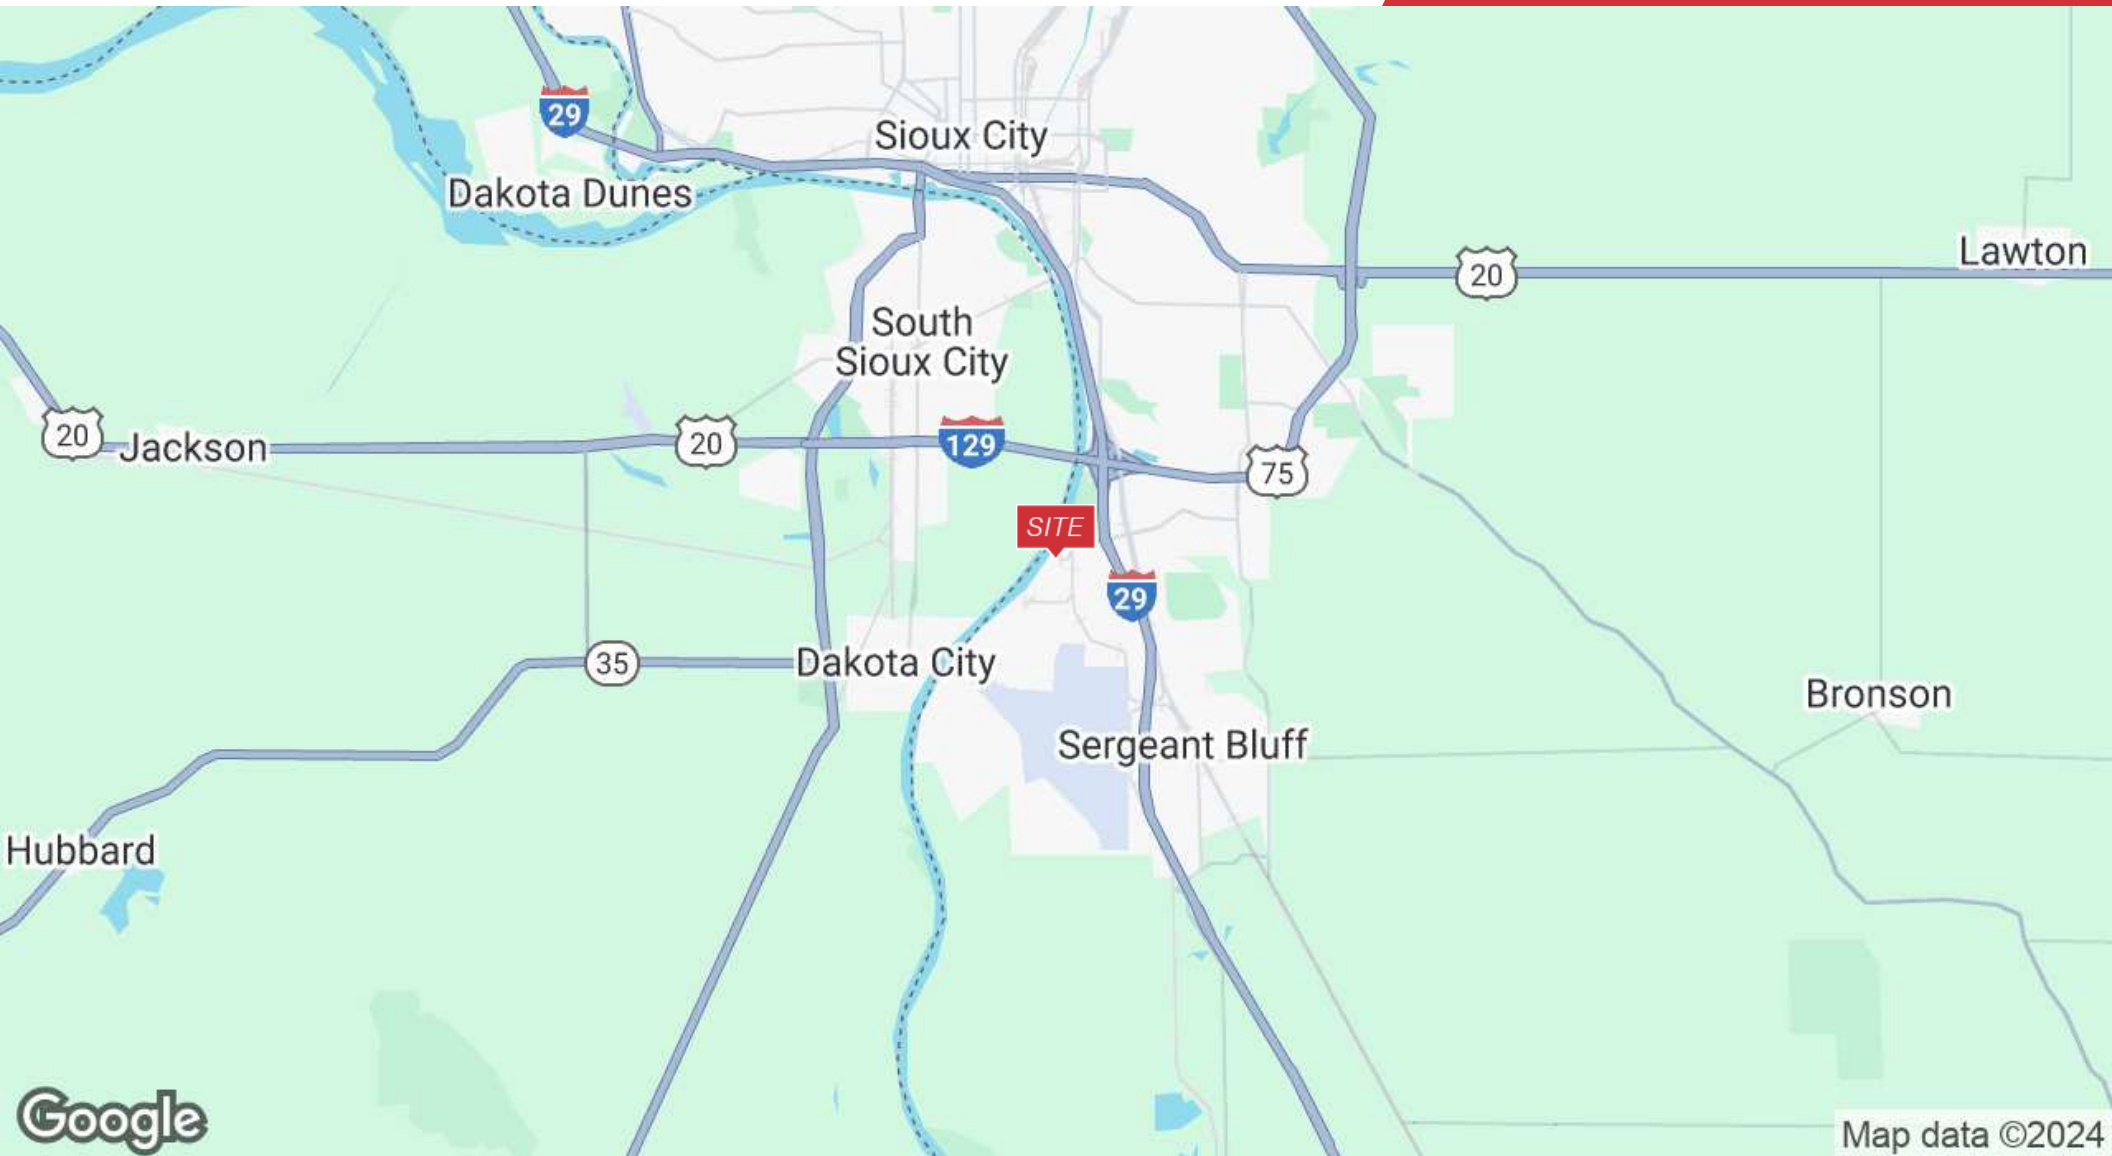 29
Sioux City
Dakota Dunes
Lawton
20
South
Sioux City
20
Jackson
20
129
75
SITE
29
35
Dakota City
Bronson
Sergeant Bluff
Hubbard
Google
Map data ©2024